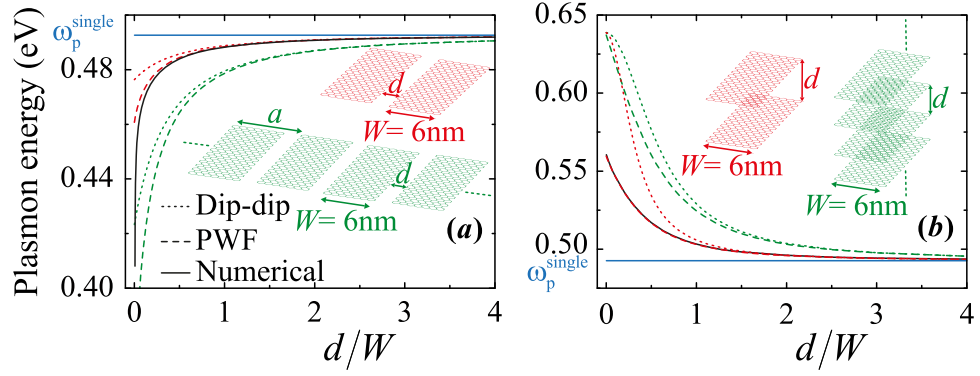 Plasmon energy (eV)
ω_p^single
0.48
0.44
0.40
d
W= 6nm
a
d
W= 6nm
Dip-dip
PWF
Numerical
(a)
0 1 2 3 4
d/W
0.65
0.60
0.55
0.50
ω_p^single
d
W= 6nm
d
W= 6nm
(b)
0 1 2 3 4
d/W